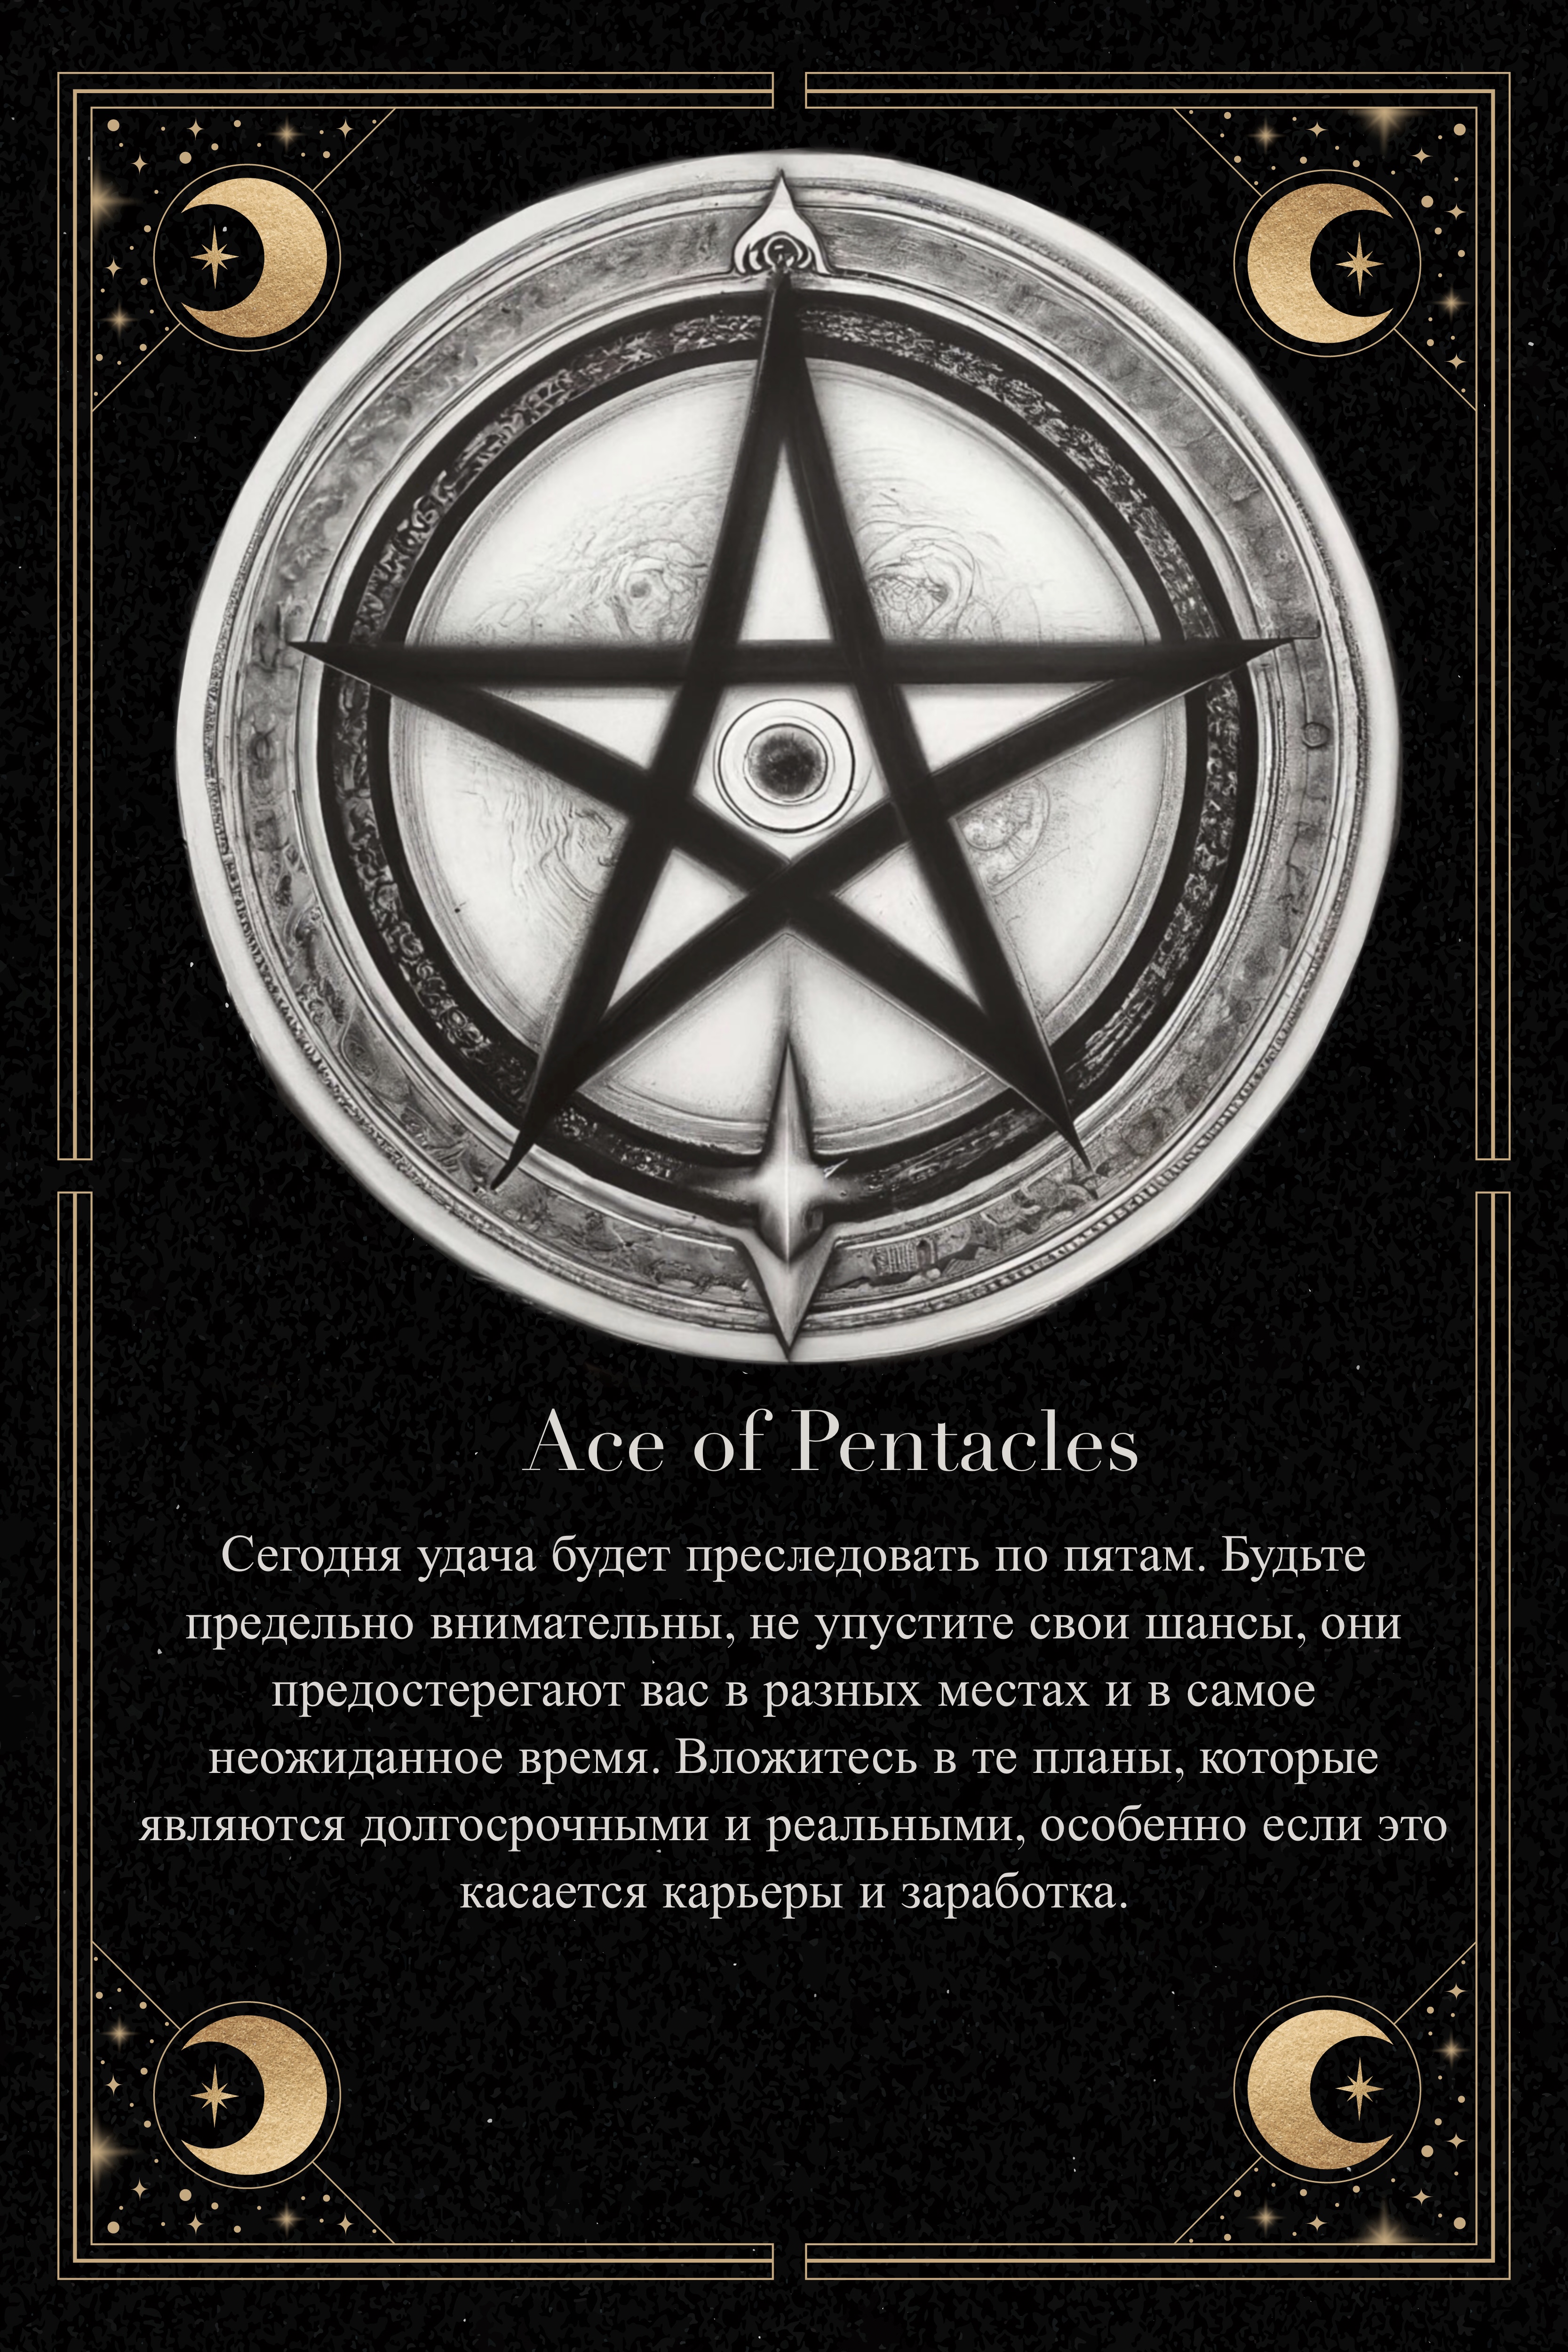 Ace of Pentacles
Сегодня удача будет преследовать по пятам. Будьте
предельно внимательны, не упустите свои шансы, они
предостерегают вас в разных местах и в самое
неожиданное время. Вложитесь в те планы, которые
являются долгосрочными и реальными, особенно если это
касается карьеры и заработка.